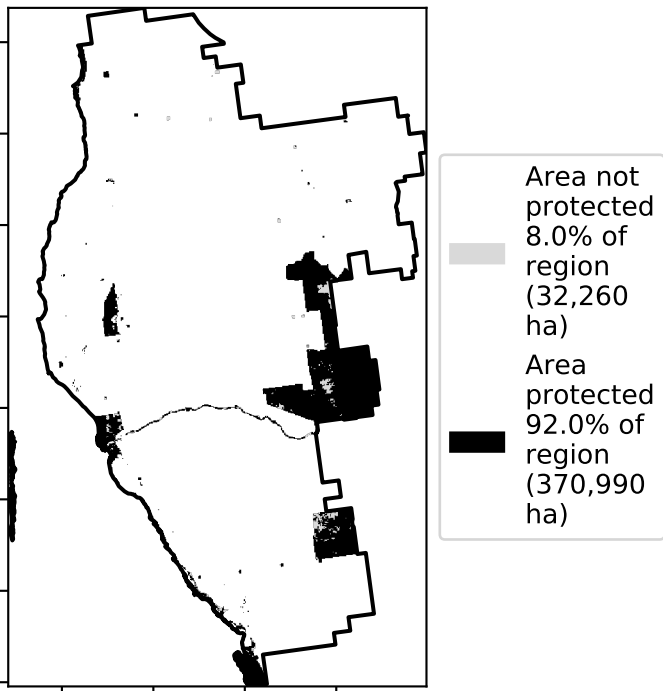 Area not
protected
8.0% of
region
(32,260
ha)
Area
protected
92.0% of
region
(370,990
ha)